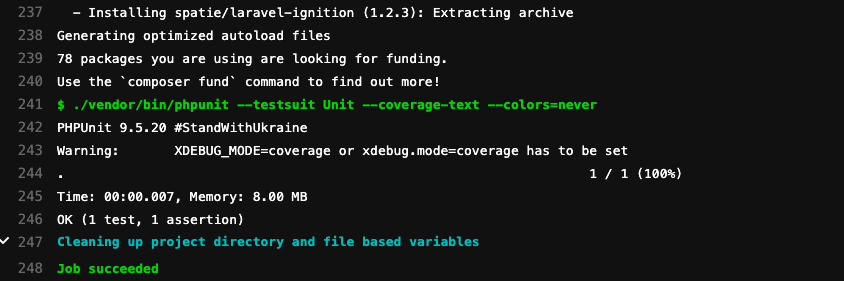 237 - Installing spatie/laravel-ignition (1.2.3): Extracting archive
238 Generating optimized autoload files
239 78 packages you are using are looking for funding.
240 Use the `composer fund` command to find out more!
241 $ ./vendor/bin/phpunit --testsuit Unit --coverage-text --colors=never
242 PHPUnit 9.5.20 #StandWithUkraine
243 Warning:       XDEBUG_MODE=coverage or xdebug.mode=coverage has to be set
244 .                                                                   1 / 1 (100%)
245 Time: 00:00.007, Memory: 8.00 MB
246 OK (1 test, 1 assertion)
247 Cleaning up project directory and file based variables
248 Job succeeded